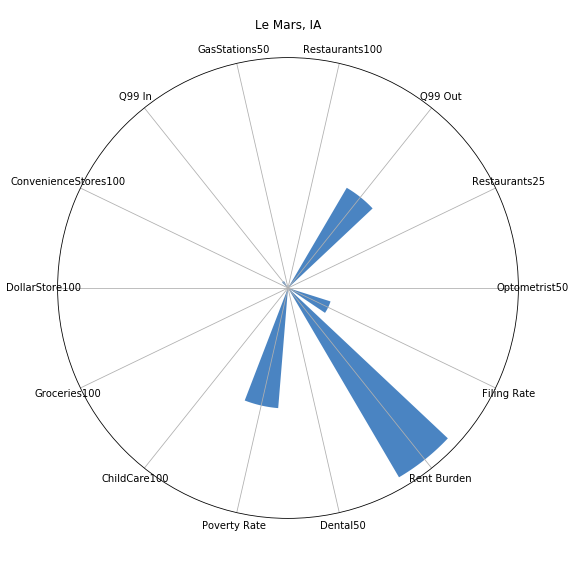 Le Mars, IA
GasStations50
Restaurants100
Q99 In
Q99 Out
ConvenienceStores100
Restaurants25
DollarStore100
Optometrist50
Groceries100
Filing Rate
ChildCare100
Rent Burden
Poverty Rate
Dental50